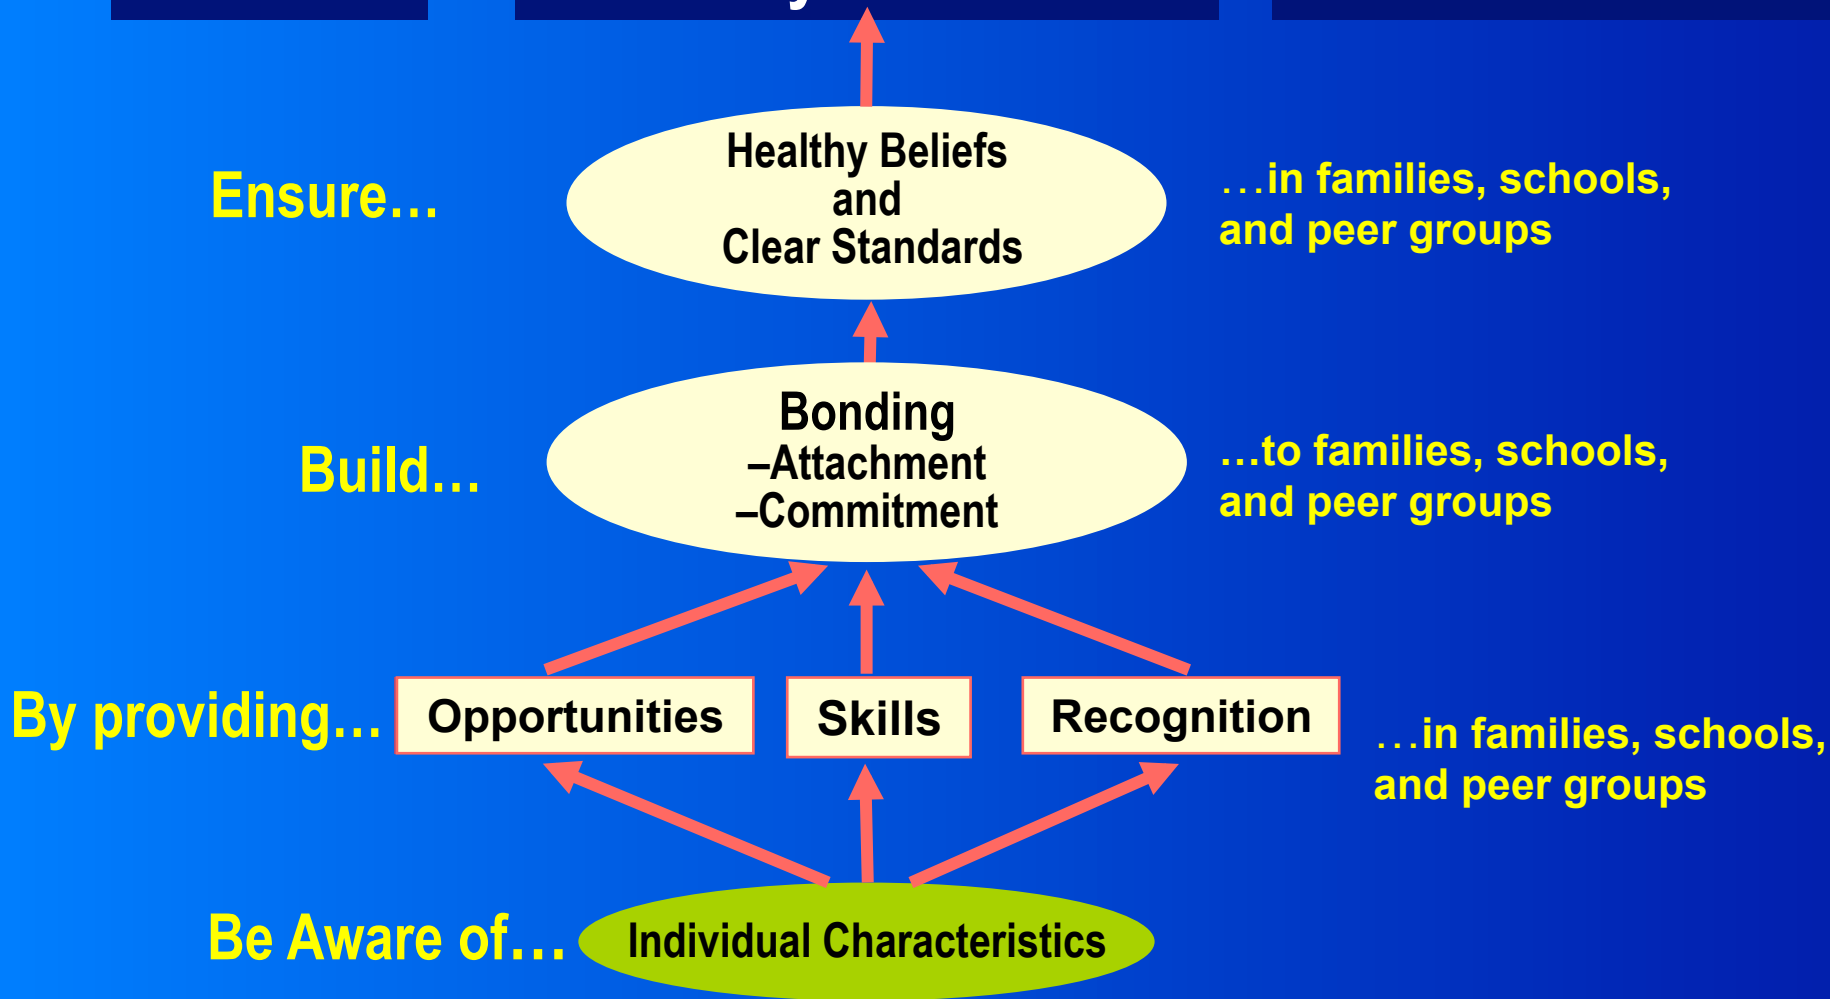 Ensure…
Healthy Beliefs
and
Clear Standards
…in families, schools,
and peer groups
Build…
Bonding
–Attachment
–Commitment
…to families, schools,
and peer groups
By providing…
Opportunities
Skills
Recognition
…in families, schools,
and peer groups
Be Aware of…
Individual Characteristics